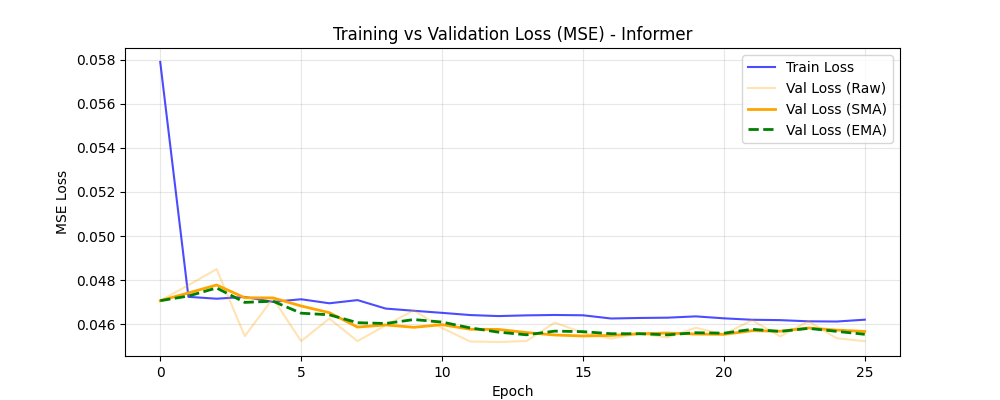 Training vs Validation Loss (MSE) - Informer
Train Loss
Val Loss (Raw)
Val Loss (SMA)
Val Loss (EMA)
MSE Loss
0.058
0.056
0.054
0.052
0.050
0.048
0.046
0 5 10 15 20 25
Epoch